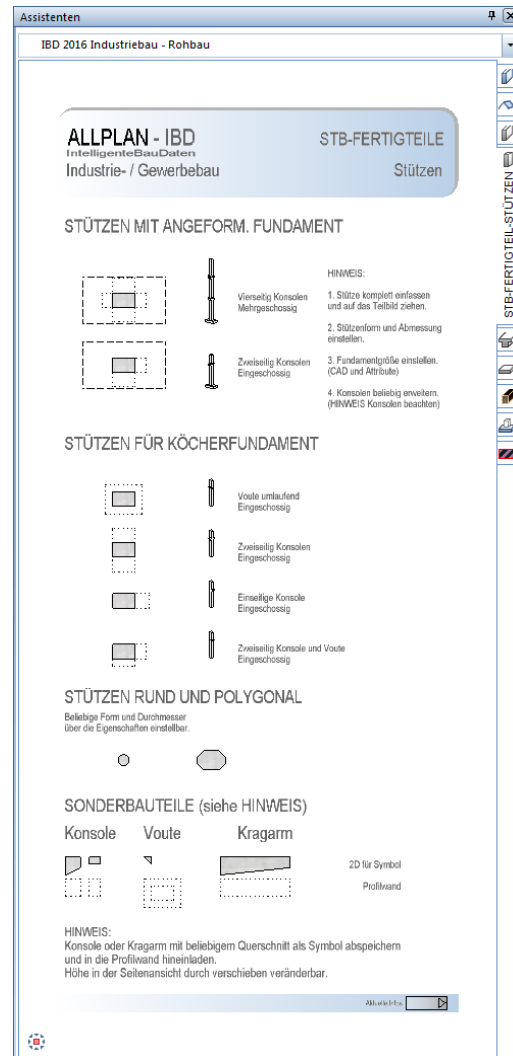 Assistenten
IBD 2016 Industriebau - Rohbau
ALLPLAN - IBD
IntelligenteBauDaten
Industrie- / Gewerbebau
STB-FERTIGTEILE
Stützen
STB-FERTIGTEIL-STÜTZEN
STÜTZEN MIT ANGEFORM. FUNDAMENT
Vierseitig Konsolen
Mehrgeschossig
Zweiseitig Konsolen
Eingeschossig
HINWEIS:
1. Stütze komplett einfassen
und auf das Teilbild ziehen.
2. Stützenform und Abmessung
einstellen.
3. Fundamentgröße einstellen.
(CAD und Attribute)
4. Konsolen beliebig erweitern.
(HINWEIS Konsolen beachten)
STÜTZEN FÜR KÖCHERFUNDAMENT
Voute umlaufend
Eingeschossig
Zweiseitig Konsolen
Eingeschossig
Einseitige Konsole
Eingeschossig
Zweiseitig Konsole und Voute
Eingeschossig
STÜTZEN RUND UND POLYGONAL
Beliebige Form und Durchmesser
über die Eigenschaften einstellbar.
SONDERBAUTEILE (siehe HINWEIS)
Konsole Voute Kragarm
2D für Symbol
Profilwand
HINWEIS:
Konsole oder Kragarm mit beliebigem Querschnitt als Symbol abspeichern
und in die Profilwand hineinladen.
Höhe in der Seitenansicht durch verschieben veränderbar.
Aktuelle Infos